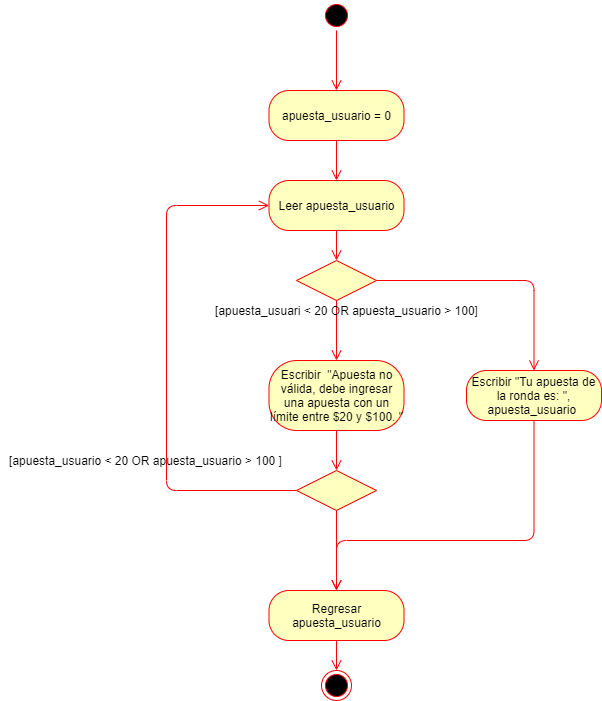 apuesta_usuario = 0
Leer apuesta_usuario
[apuesta_usuari < 20 OR apuesta_usuario > 100]
Escribir "Apuesta no
válida, debe ingresar
una apuesta con un
límite entre $20 y $100. "
Escribir "Tu apuesta de
la ronda es: ",
apuesta_usuario
[apuesta_usuario < 20 OR apuesta_usuario > 100 ]
Regresar
apuesta_usuario